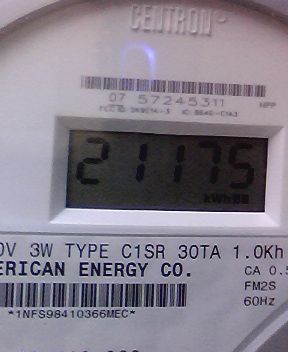 CENTRON®
07 57245311
HPP
21175
kWh
0V 3W TYPE C1SR 30TA 1.0Kh
ERICAN ENERGY CO.
CA 0.5
FM2S
60Hz
*1NFS98410366MEC*